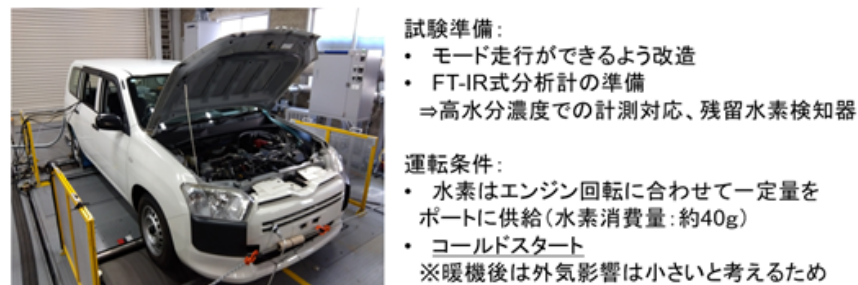 試験準備:
• モード走行ができるよう改造
• FT-IR式分析計の準備
⇒高水分濃度での計測対応、残留水素検知器
運転条件:
• 水素はエンジン回転に合わせて一定量を
ポートに供給(水素消費量:約40g)
• コールドスタート
※暖機後は外気影響は小さいと考えるため